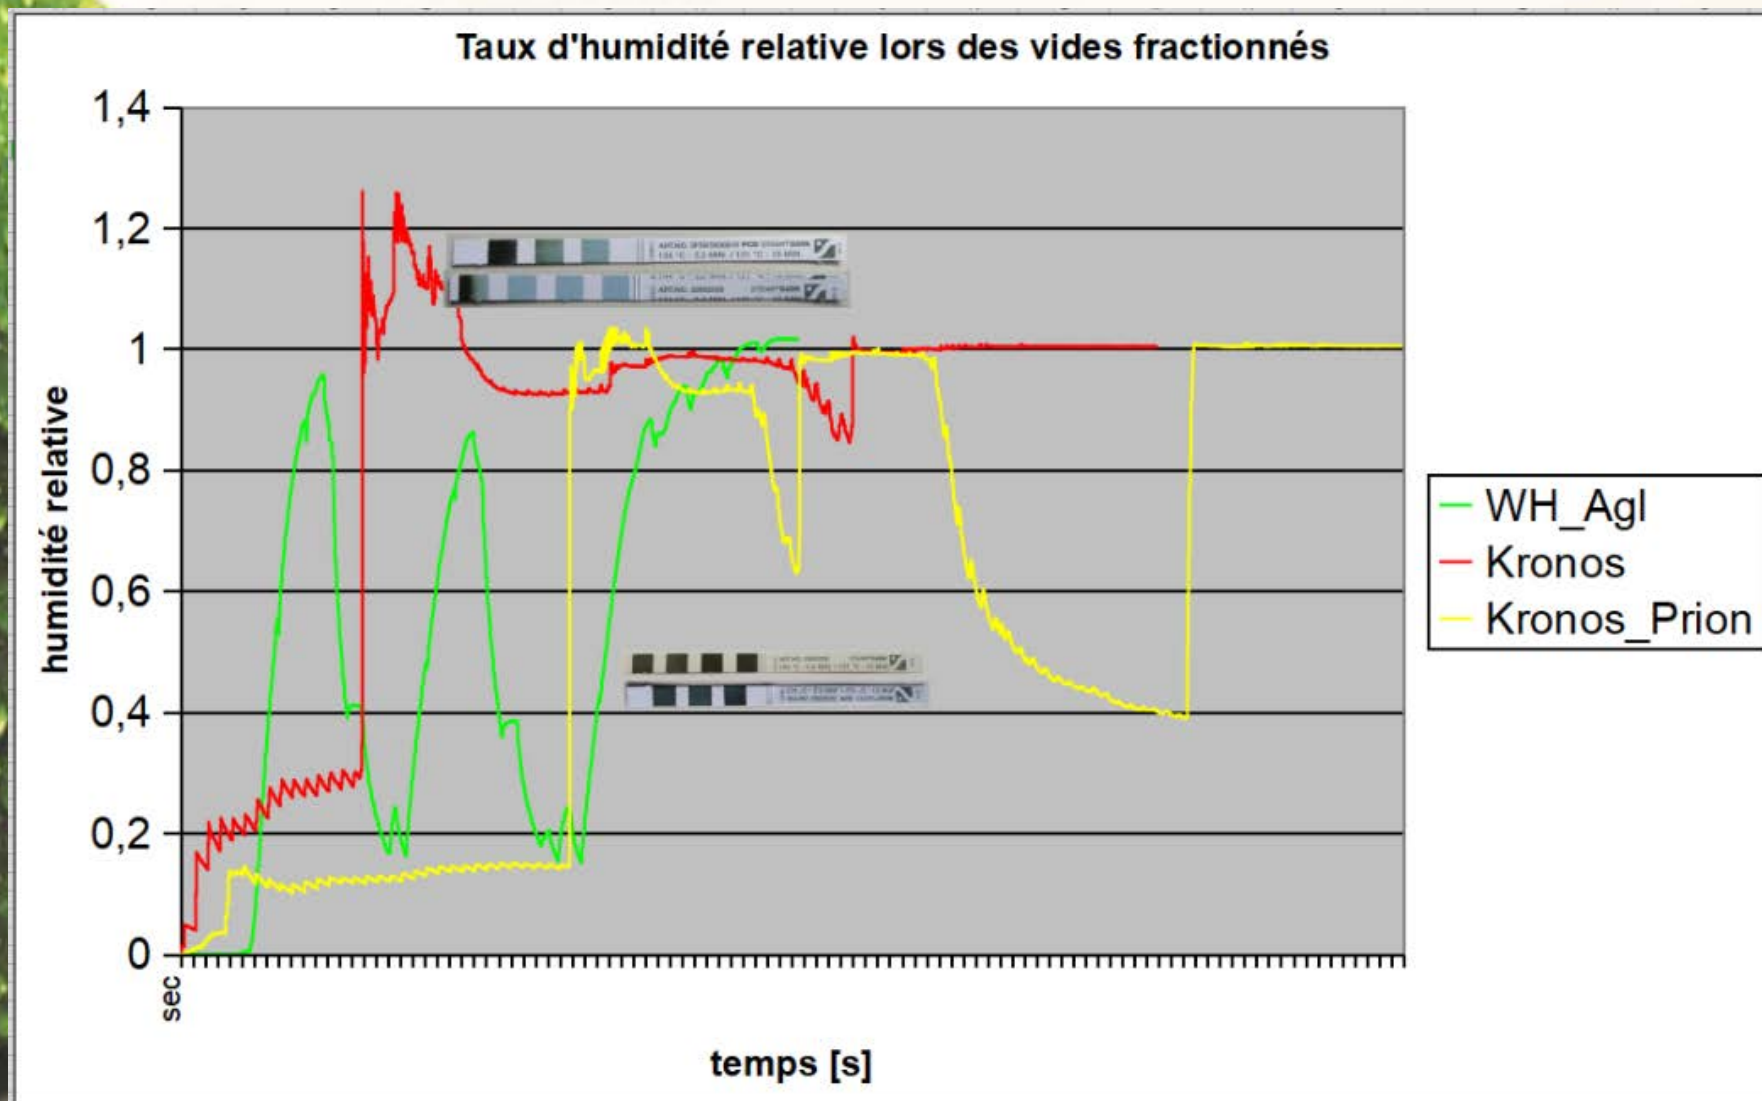 Taux d'humidité relative lors des vides fractionnés
1,4
1,2
1
0,8
0,6
0,4
0,2
0
humidité relative
sec
temps [s]
WH_Agl
Kronos
Kronos_Prion